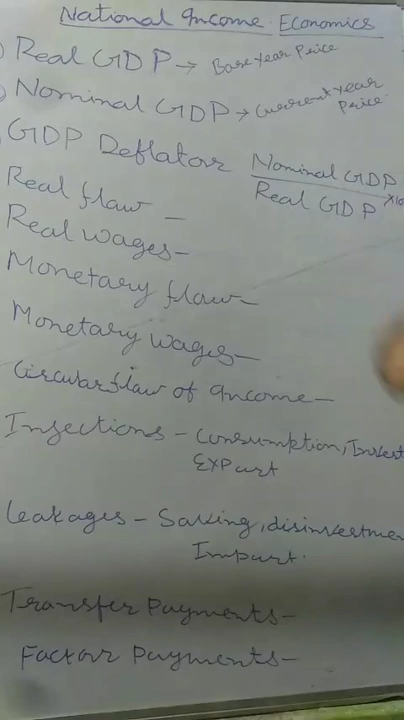 National Income Economics
Real GDP → Base year Price
Nominal GDP → Current year Price
GDP Deflator Nominal GDP
Real GDP ×10
Real flow –
Real wages –
Monetary flow –
Monetary wages –
Circular flow of Income –
Injections – Consumption, Invest
Export
Leakages – Saving, disinvestme
Import.
Transfer Payments –
Factor Payments –